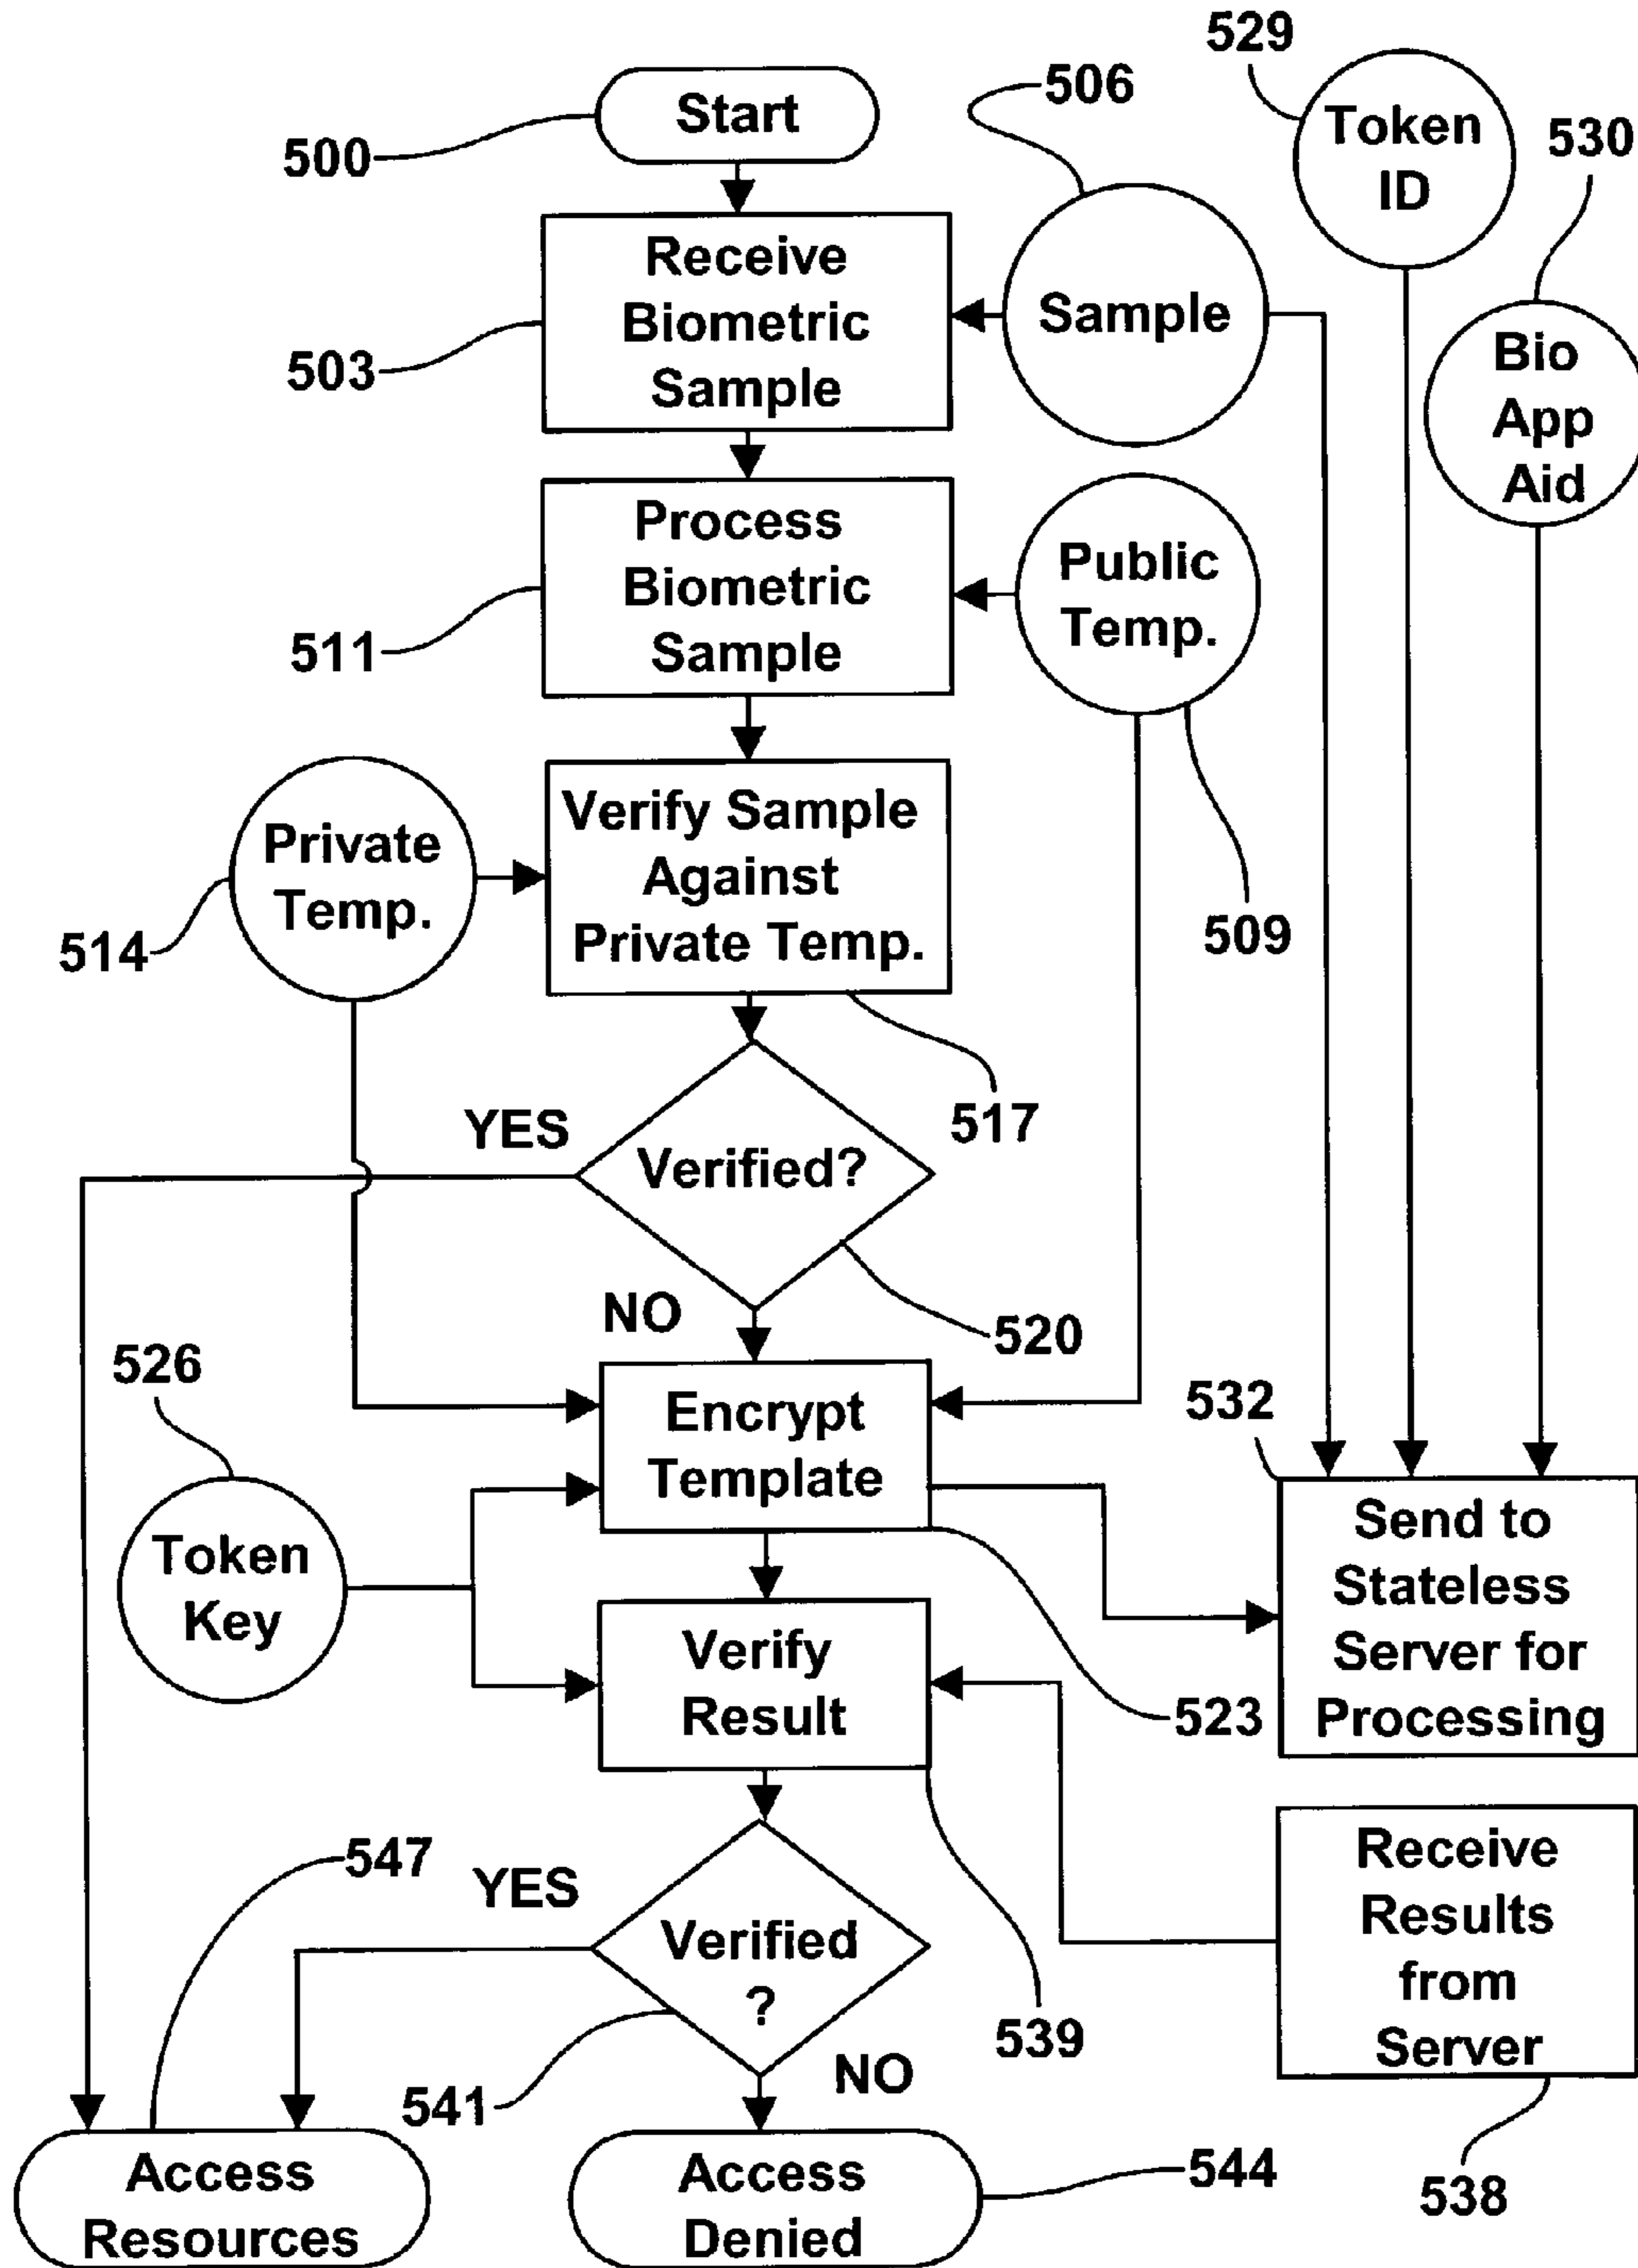 529
506
Start
Token
ID
530
500
Receive
Biometric
Sample
Sample
503
Bio
App
Aid
Process
Biometric
Sample
Public
Temp.
511
Verify Sample
Against
Private Temp.
Private
Temp.
514
509
517
YES
Verified?
NO
520
526
Encrypt
Template
532
Send to
Stateless
Server for
Processing
Token
Key
Verify
Result
523
547
YES
Verified
?
Receive
Results
from
Server
539
541
NO
Access
Resources
Access
Denied
544
538